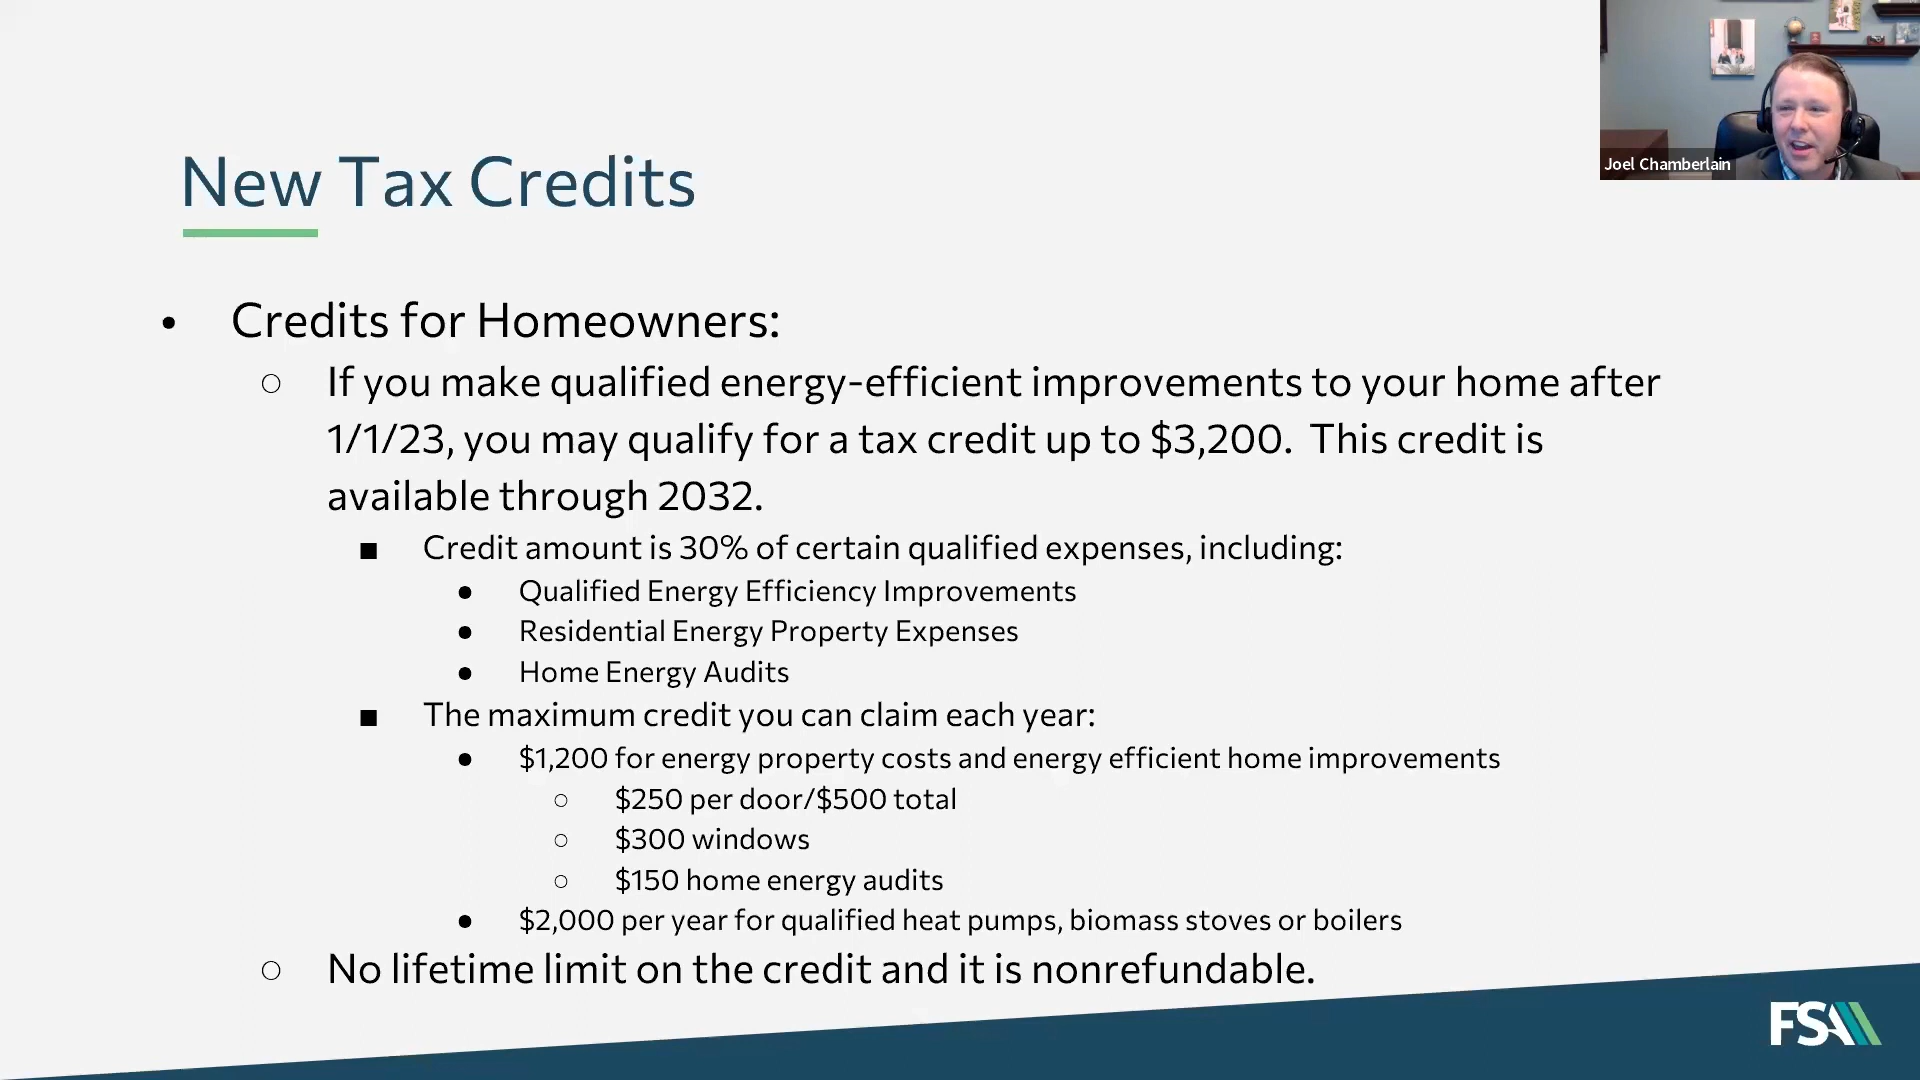 Joel Chamberlain
New Tax Credits
• Credits for Homeowners:
○ If you make qualified energy-efficient improvements to your home after
1/1/23, you may qualify for a tax credit up to $3,200.  This credit is
available through 2032.
■ Credit amount is 30% of certain qualified expenses, including:
● Qualified Energy Efficiency Improvements
● Residential Energy Property Expenses
● Home Energy Audits
■ The maximum credit you can claim each year:
● $1,200 for energy property costs and energy efficient home improvements
○ $250 per door/$500 total
○ $300 windows
○ $150 home energy audits
● $2,000 per year for qualified heat pumps, biomass stoves or boilers
○ No lifetime limit on the credit and it is nonrefundable.
FSA